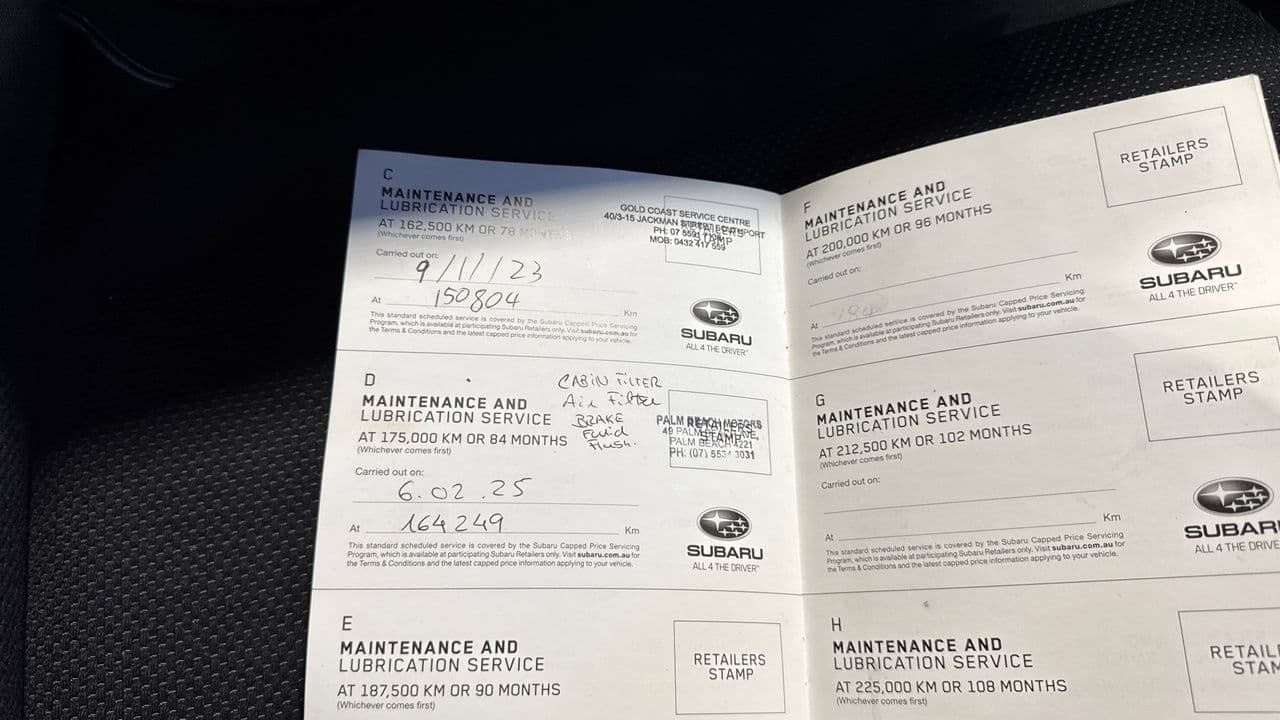 C
MAINTENANCE AND
LUBRICATION SERVICE
AT 162,500 KM OR 78 MONTHS
(Whichever comes first)
Carried out on:
9/1/23
At 150804 Km
This standard scheduled service is covered by the Subaru Capped Price Servicing
Program, which is available at participating Subaru Retailers only. Visit subaru.com.au for
the Terms & Conditions and the latest capped price information applying to your vehicle.
GOLD COAST SERVICE CENTRE
40/3-15 JACKMAN STREET SOUTHPORT
PH: 07 5591
MOB: 0432 417 559
SUBARU
ALL 4 THE DRIVER
D
MAINTENANCE AND
LUBRICATION SERVICE
AT 175,000 KM OR 84 MONTHS
(Whichever comes first)
CABIN FILTER
Air Filter
BRAKE
Fluid
Flush.
PALM BEACH MOTORS
49 PALM AVE,
PALM BEACH 4221
PH: (07) 5534 3031
Carried out on:
6.02.25
At 164249 Km
This standard scheduled service is covered by the Subaru Capped Price Servicing
Program, which is available at participating Subaru Retailers only. Visit subaru.com.au for
the Terms & Conditions and the latest capped price information applying to your vehicle.
SUBARU
ALL 4 THE DRIVER
E
MAINTENANCE AND
LUBRICATION SERVICE
AT 187,500 KM OR 90 MONTHS
(Whichever comes first)
RETAILERS
STAMP
F
MAINTENANCE AND
LUBRICATION SERVICE
AT 200,000 KM OR 96 MONTHS
(Whichever comes first)
Carried out on:
At Km
This standard scheduled service is covered by the Subaru Capped Price Servicing
Program, which is available at participating Subaru Retailers only. Visit subaru.com.au for
the Terms & Conditions and the latest capped price information applying to your vehicle.
RETAILERS
STAMP
SUBARU
ALL 4 THE DRIVER
G
MAINTENANCE AND
LUBRICATION SERVICE
AT 212,500 KM OR 102 MONTHS
(Whichever comes first)
Carried out on:
At Km
This standard scheduled service is covered by the Subaru Capped Price Servicing
Program, which is available at participating Subaru Retailers only. Visit subaru.com.au for
the Terms & Conditions and the latest capped price information applying to your vehicle.
RETAILERS
STAMP
SUBAR
ALL 4 THE DRIVE
H
MAINTENANCE AND
LUBRICATION SERVICE
AT 225,000 KM OR 108 MONTHS
(Whichever comes first)
RETAIL
STAM